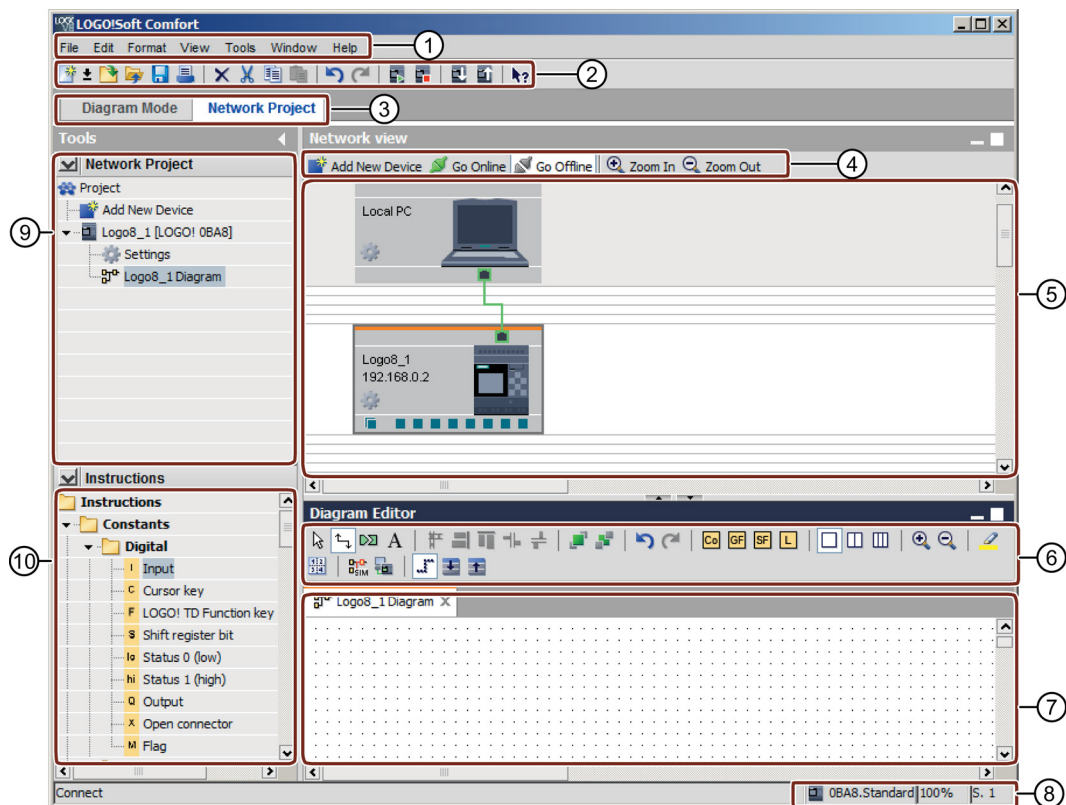 LOGO!Soft Comfort
File Edit Format View Tools Window Help
1
2
Diagram Mode Network Project
3
Tools
Network view
Network Project
Add New Device Go Online Go Offline Zoom In Zoom Out
4
Project
Add New Device
Logo8_1 [LOGO! 0BA8]
Settings
Logo8_1 Diagram
9
Local PC
Logo8_1
192.168.0.2
5
Instructions
Instructions
Constants
Digital
I Input
C Cursor key
F LOGO! TD Function key
S Shift register bit
lo Status 0 (low)
hi Status 1 (high)
Q Output
X Open connector
M Flag
10
Diagram Editor
A Co GF SF L
SIM
6
Logo8_1 Diagram X
7
Connect
0BA8.Standard 100% S. 1
8